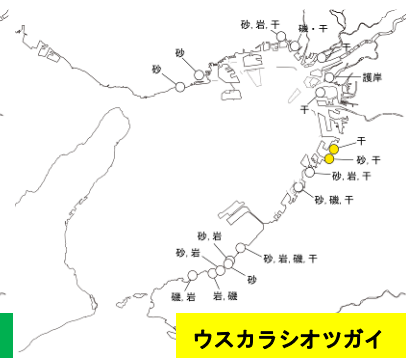 砂, 岩, 干
磯・干
干
砂
砂
護岸
干
干
砂, 干
砂, 岩, 干
砂, 磯, 干
砂, 岩
砂, 岩
砂, 岩, 磯, 干
砂
磯, 岩
岩, 磯
ウスカラシオツガイ